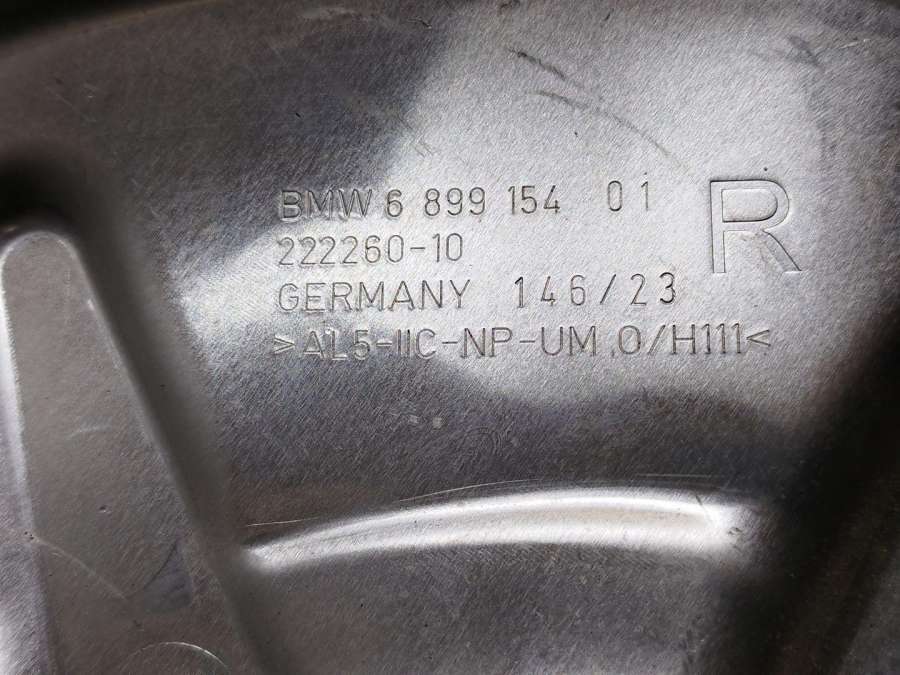 BMW 6 899 154 01 R
222260-10
GERMANY 146/23
>AL5-IIC-NP-UM.0/H111<